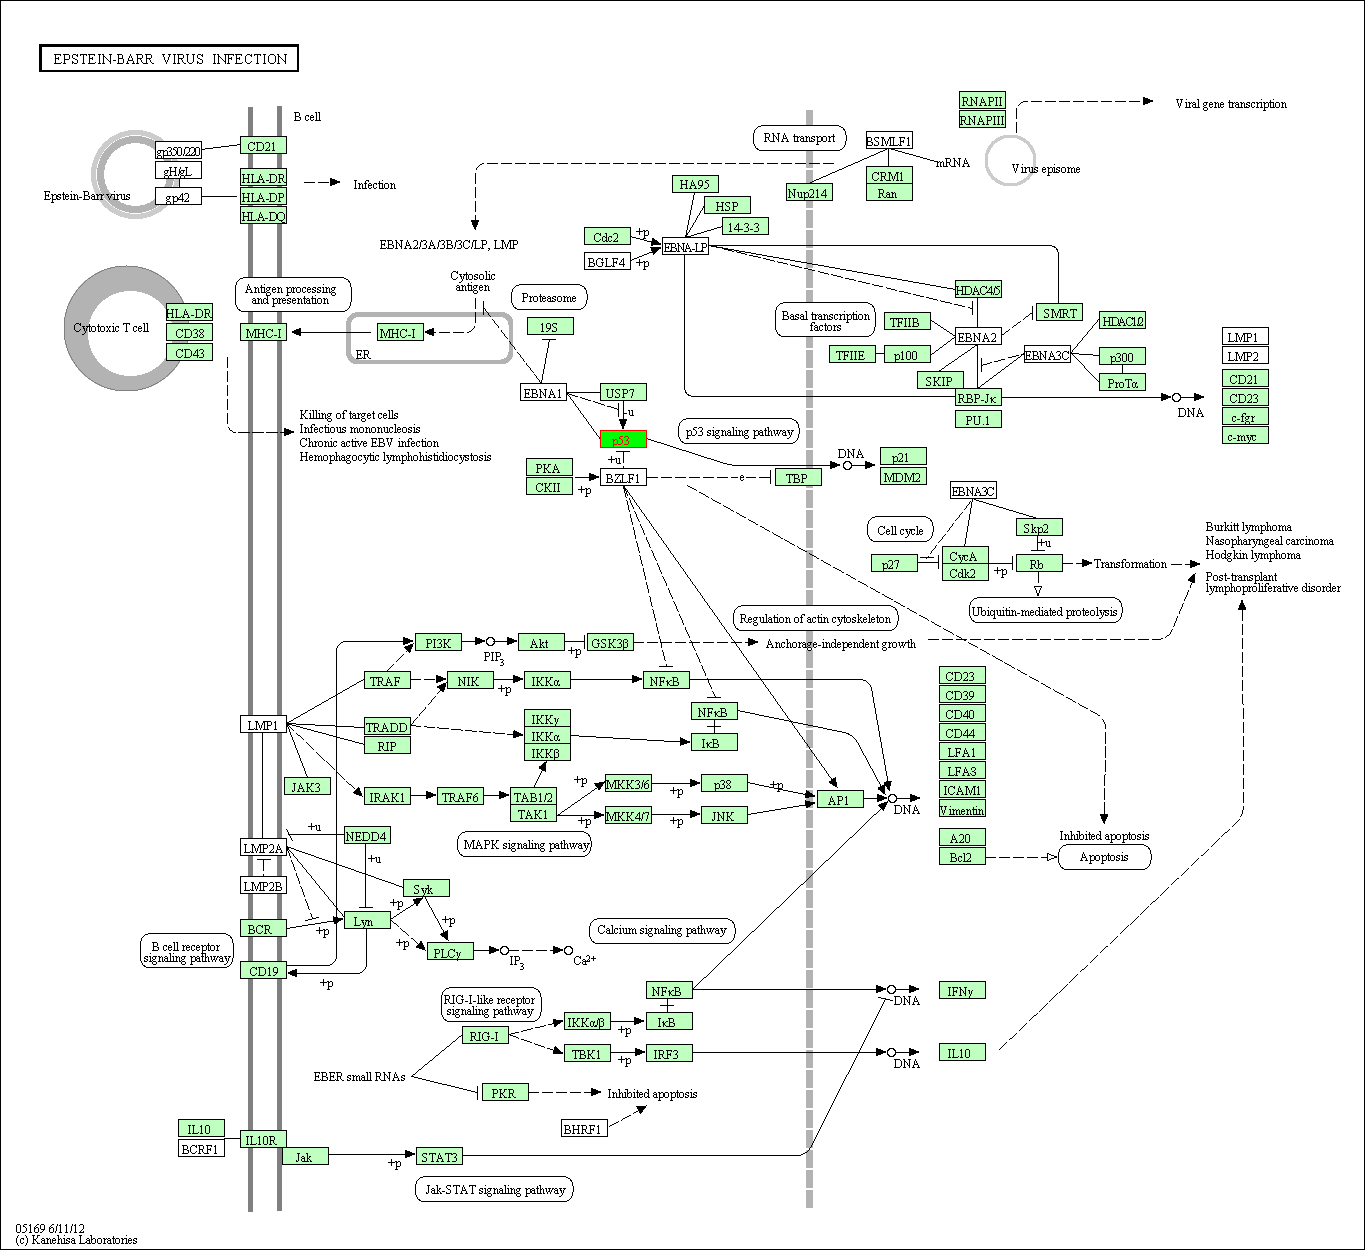 EPSTEIN-BARR VIRUS INFECTION
B cell
gp350/220
gH/gL
gp42
Epstein-Barr virus
CD21
HLA-DR
HLA-DP
HLA-DQ
Infection
RNA transport
BSMLF1
mRNA
Nup214
CRM1
Ran
RNAPII
RNAPIII
Viral gene transcription
Virus episome
EBNA2/3A/3B/3C/LP, LMP
HA95
HSP
14-3-3
Cdc2
+p
BGLF4
+p
EBNA-LP
Cytotoxic T cell
HLA-DR
CD38
CD43
Antigen processing
and presentation
MHC-I
MHC-I
ER
Cytosolic
antigen
Proteasome
19S
EBNA1
USP7
-u
p53
+u
p53 signaling pathway
Basal transcription
factors
TFIIB
TFIIE
p100
SKIP
HDAC4/5
EBNA2
RBP-Jκ
PU.1
SMRT
EBNA3C
HDAC1/2
p300
ProTα
DNA
LMP1
LMP2
CD21
CD23
c-fgr
c-myc
Killing of target cells
Infectious mononucleosis
Chronic active EBV infection
Hemophagocytic lymphohistidiocystosis
PKA
CKII
+p
BZLF1
e
TBP
DNA
p21
MDM2
EBNA3C
Cell cycle
p27
CycA
Cdk2
+p
Skp2
+u
Rb
Transformation
Ubiquitin-mediated proteolysis
Burkitt lymphoma
Nasopharyngeal carcinoma
Hodgkin lymphoma
Post-transplant
lymphoproliferative disorder
Regulation of actin cytoskeleton
Anchorage-independent growth
PI3K
PIP3
Akt
+p
GSK3β
TRAF
NIK
+p
IKKα
NFκB
LMP1
TRADD
RIP
IKKγ
IKKα
IKKβ
NFκB
IκB
JAK3
IRAK1
TRAF6
TAB1/2
TAK1
+p
+p
MKK3/6
MKK4/7
+p
+p
p38
JNK
+p
AP1
DNA
MAPK signaling pathway
CD23
CD39
CD40
CD44
LFA1
LFA3
ICAM1
Vimentin
A20
Bcl2
Inhibited apoptosis
Apoptosis
LMP2A
LMP2B
+u
NEDD4
+u
BCR
+p
Lyn
+p
+p
Syk
+p
PLCγ
IP3
Ca2+
Calcium signaling pathway
B cell receptor
signaling pathway
CD19
+p
RIG-I-like receptor
signaling pathway
RIG-I
IKKα/β
+p
NFκB
IκB
TBK1
+p
IRF3
DNA
IFNγ
DNA
IL10
EBER small RNAs
PKR
Inhibited apoptosis
BHRF1
IL10
BCRF1
IL10R
Jak
+p
STAT3
Jak-STAT signaling pathway
05169 6/11/12
(c) Kanehisa Laboratories